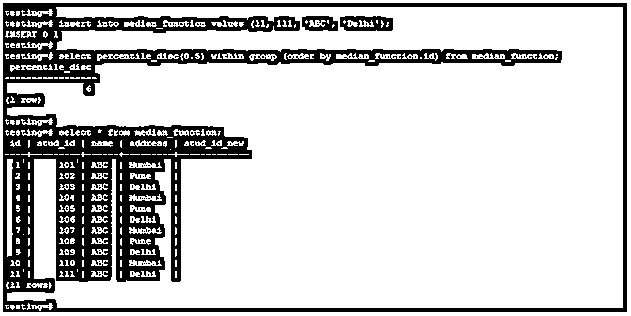 testing=#
testing=# insert into median_function values (11, 111, 'ABC', 'Delhi');
INSERT 0 1
testing=#
testing=# select percentile_disc(0.5) within group (order by median_function.id) from median_function;
percentile_disc
-----------------
6
(1 row)

testing=#
testing=# select * from median_function;
id | stud_id | name | address | stud_id_new
----+---------+------+---------+-------------
1 | 101 | ABC | Mumbai |
2 | 102 | ABC | Pune |
3 | 103 | ABC | Delhi |
4 | 104 | ABC | Mumbai |
5 | 105 | ABC | Pune |
6 | 106 | ABC | Delhi |
7 | 107 | ABC | Mumbai |
8 | 108 | ABC | Pune |
9 | 109 | ABC | Delhi |
10 | 110 | ABC | Mumbai |
11 | 111 | ABC | Delhi |
(11 rows)

testing=#